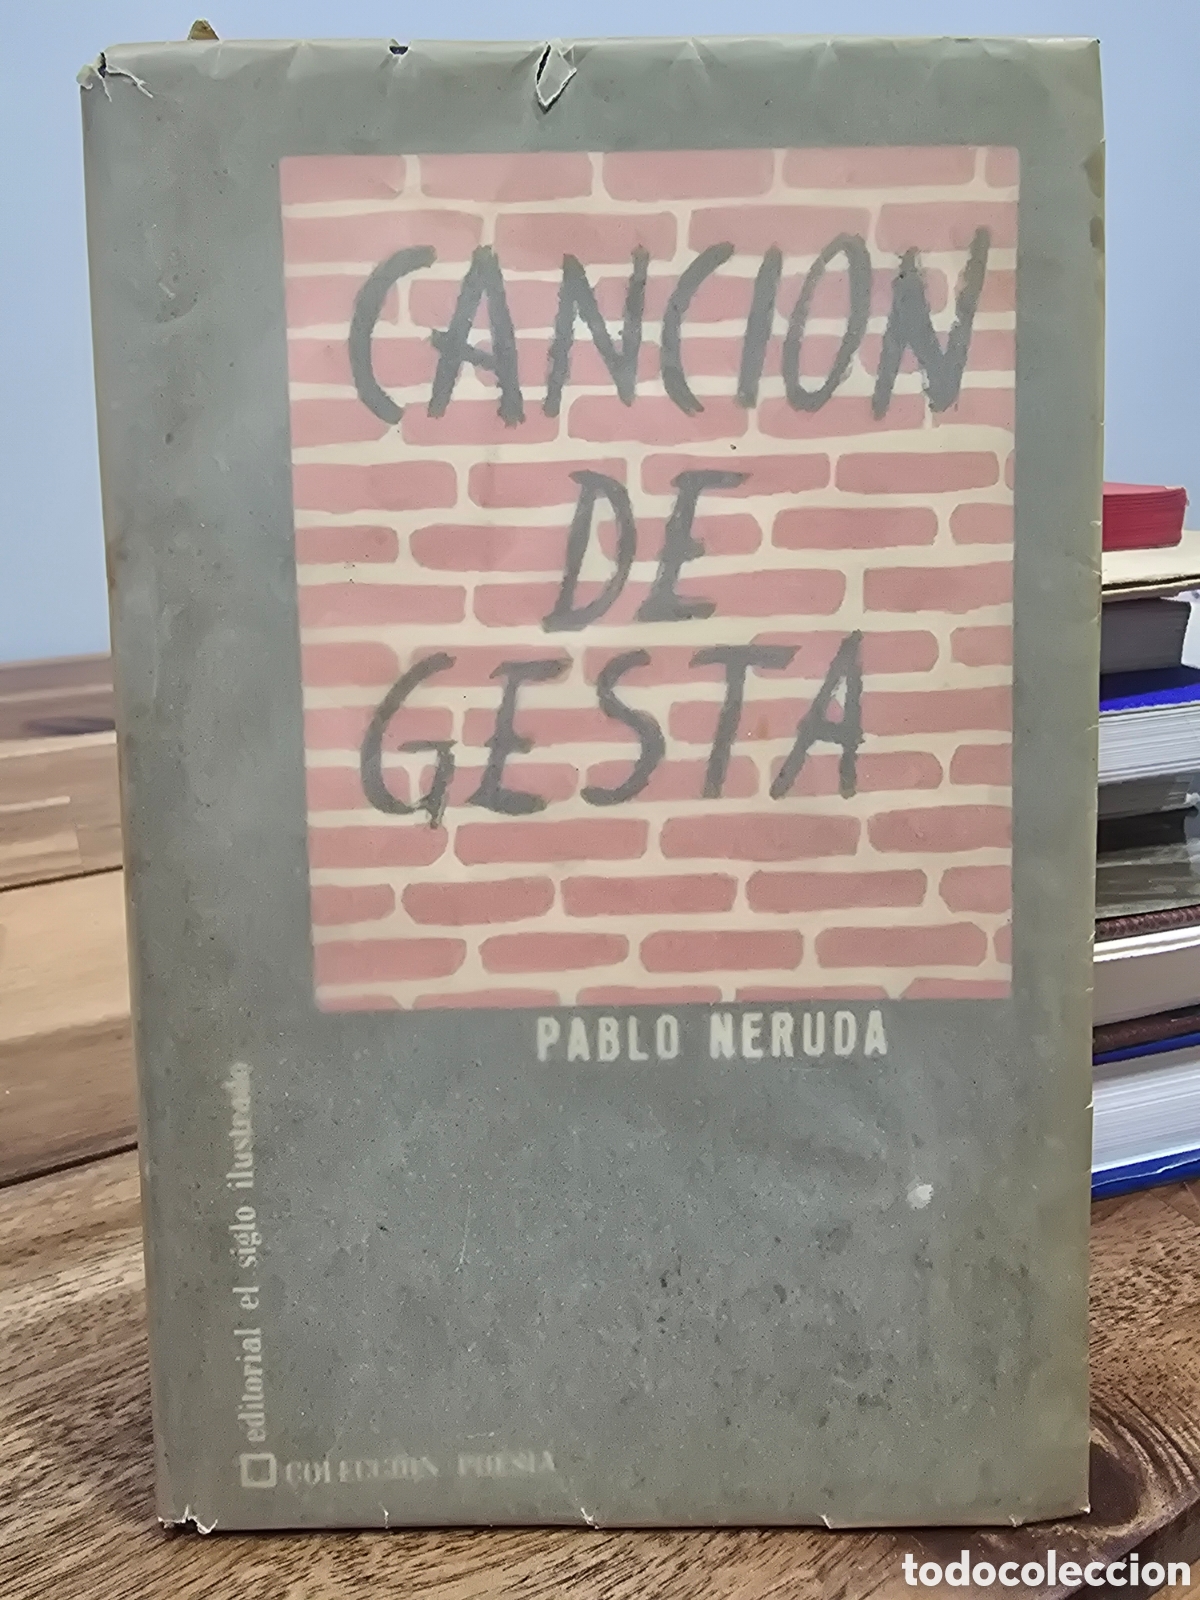 CANCION
DE
GESTA
PABLO NERUDA
editorial el siglo ilustrado
COLECCION POESIA
todocoleccion